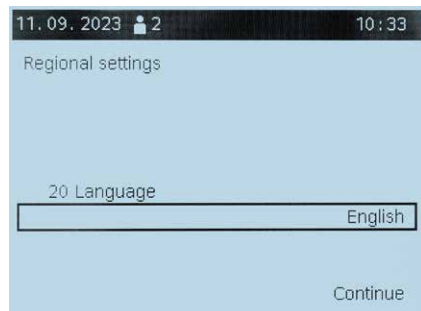 11.09.2023 2 10:33
Regional settings
20 Language
English
Continue